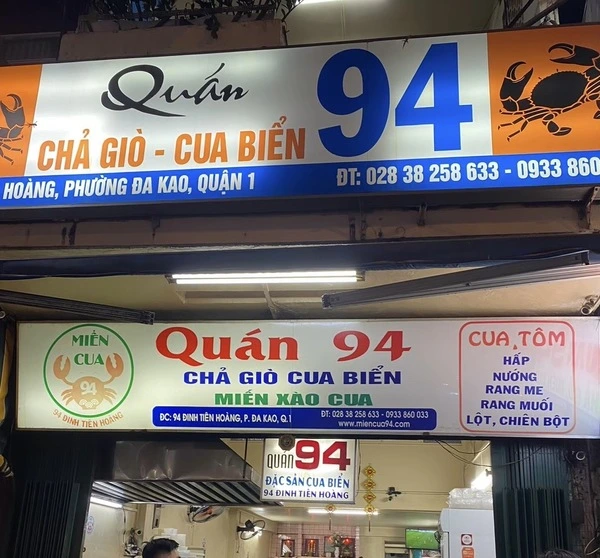 Quán 94
CHẢ GIÒ - CUA BIỂN
HOÀNG, PHƯỜNG ĐA KAO, QUẬN 1 ĐT: 028 38 258 633 - 0933 860
MIẾN
CUA
94
94 ĐINH TIÊN HOÀNG
Quán 94
CHẢ GIÒ CUA BIỂN
MIẾN XÀO CUA
ĐC: 94 ĐINH TIÊN HOÀNG, P. ĐA KAO, Q.1 ĐT: 028 38 258 633 - 0933 860 033
www.miencua94.com
CUA, TÔM
HẤP
NƯỚNG
RANG ME
RANG MUỐI
LỘT, CHIÊN BỘT
QUÁN 94
ĐẶC SẢN CUA BIỂN
94 ĐINH TIÊN HOÀNG